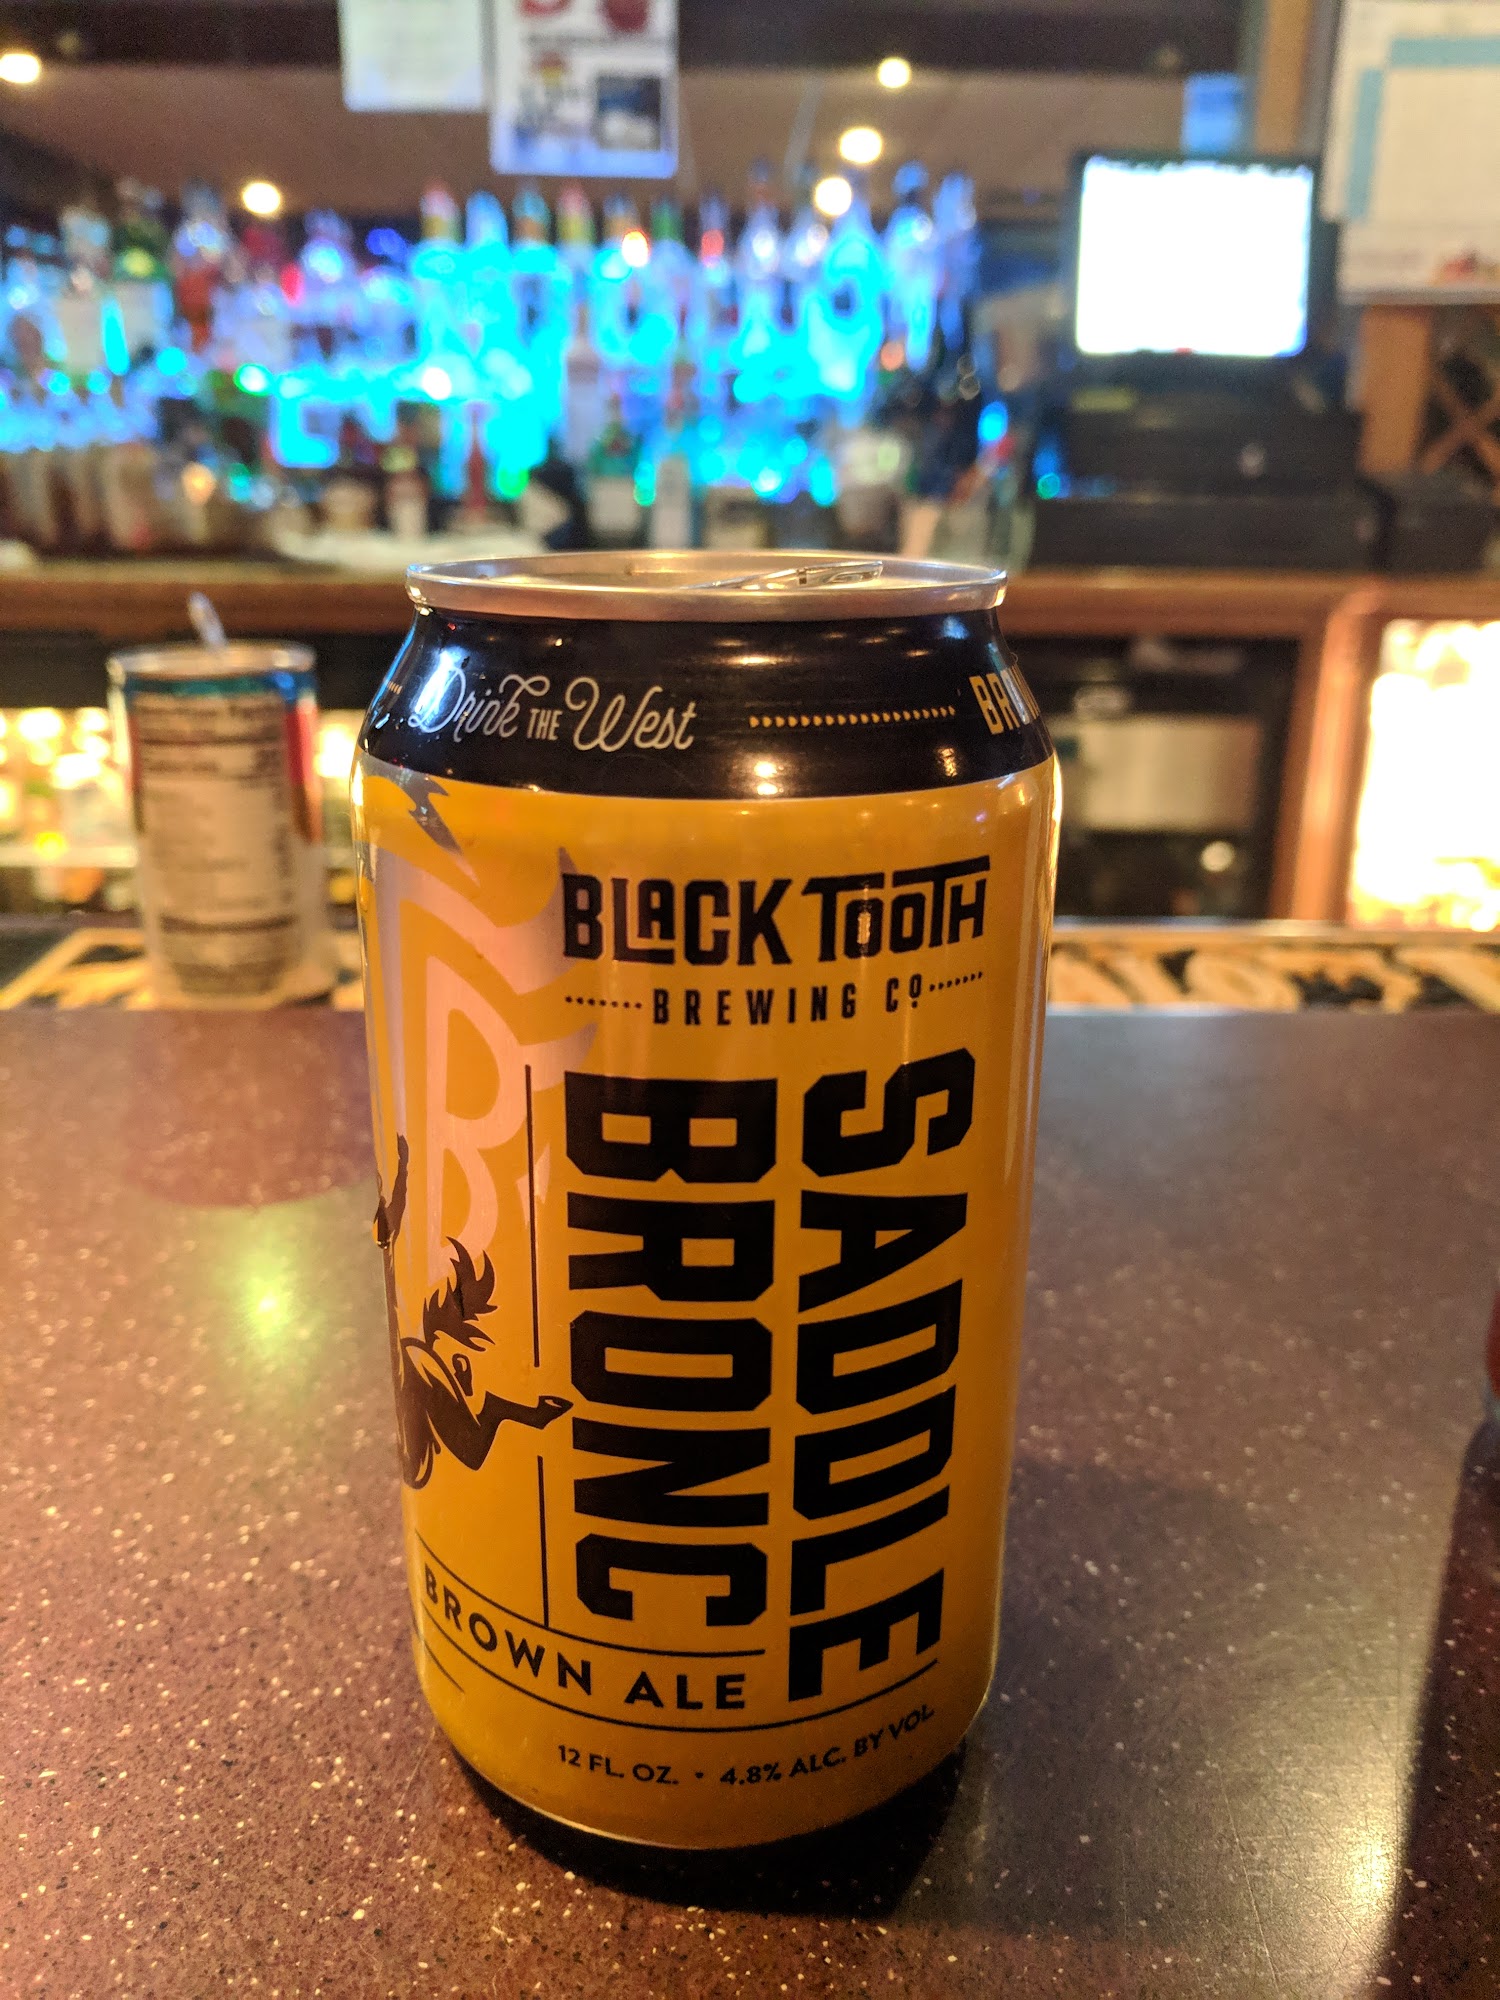 Drink THE West
BLACK TOOTH
BREWING CO
SADDLE
BRONC
BROWN ALE
12 FL. OZ. • 4.8% ALC. BY VOL